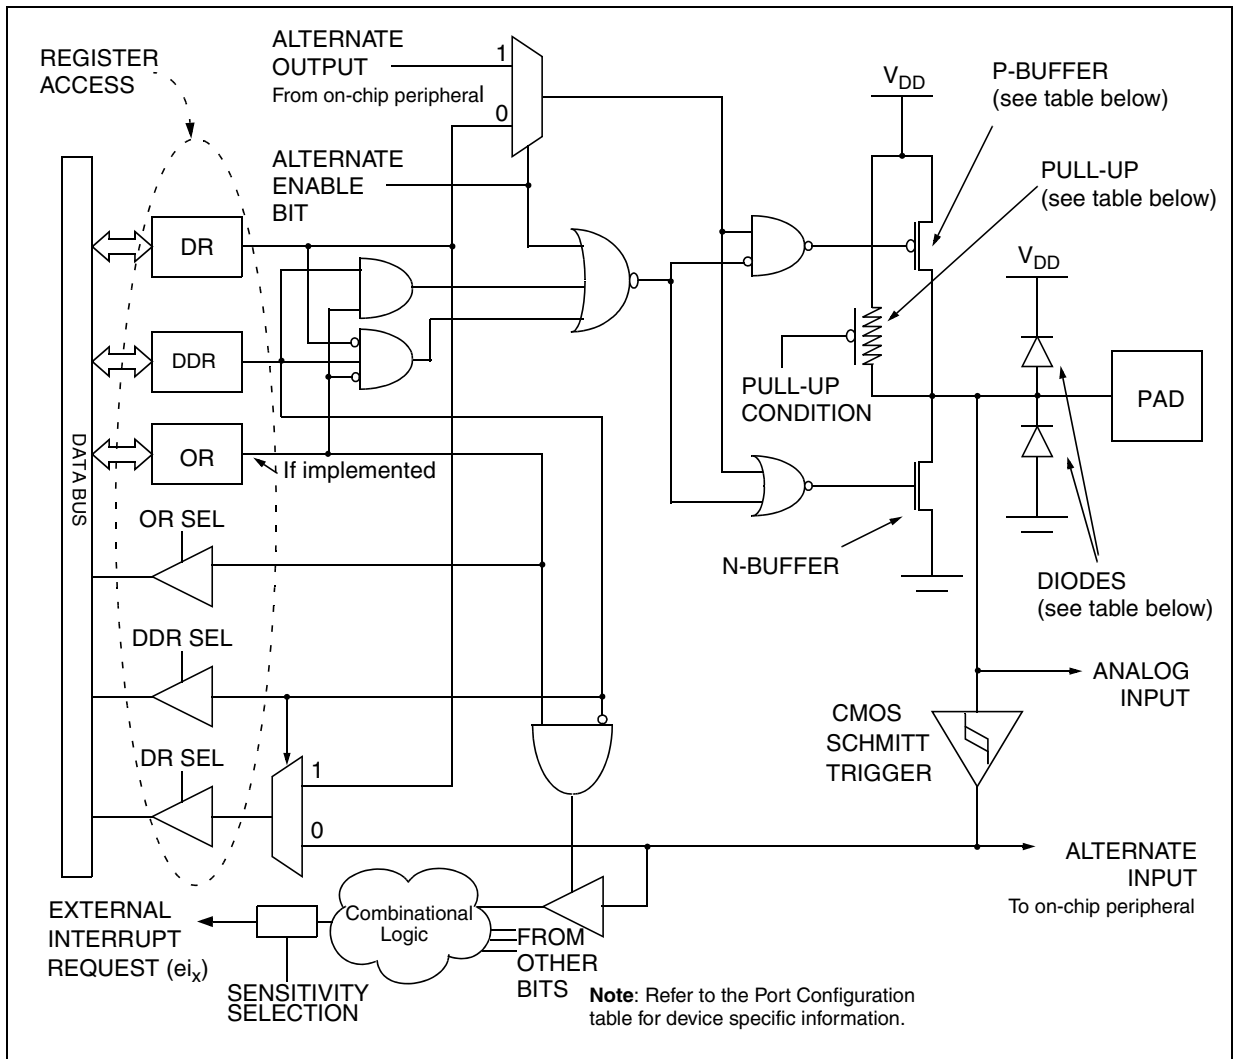 REGISTER
ACCESS
ALTERNATE
OUTPUT
From on-chip peripheral
1
0
ALTERNATE
ENABLE
BIT
VDD
P-BUFFER
(see table below)
PULL-UP
(see table below)
VDD
DR
DDR
OR
If implemented
DATA BUS
PULL-UP
CONDITION
PAD
N-BUFFER
DIODES
(see table below)
OR SEL
DDR SEL
DR SEL
1
0
ANALOG
INPUT
CMOS
SCHMITT
TRIGGER
ALTERNATE
INPUT
To on-chip peripheral
EXTERNAL
INTERRUPT
REQUEST (eix)
Combinational
Logic
FROM
OTHER
BITS
SENSITIVITY
SELECTION
Note: Refer to the Port Configuration
table for device specific information.